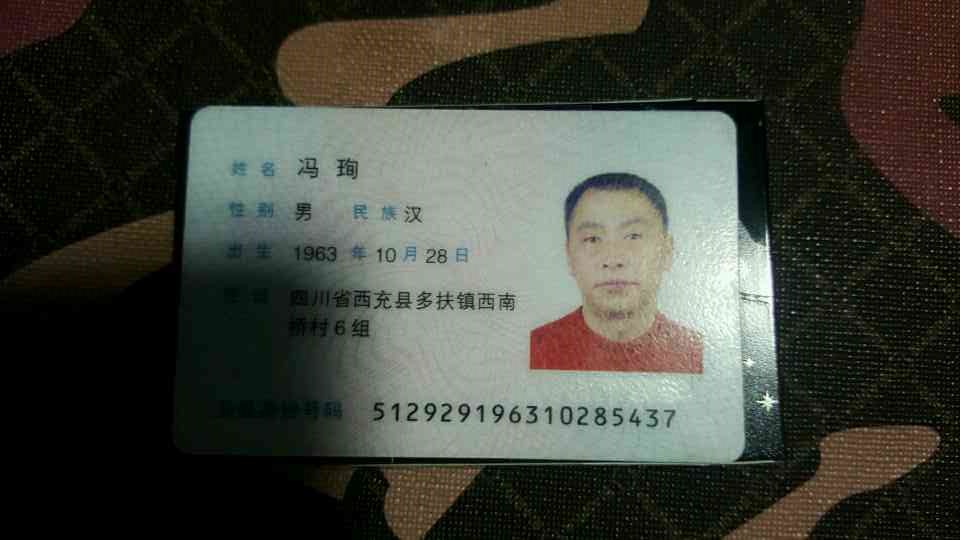 姓名 冯珣
性别 男 民族 汉
出生 1963 年 10 月 28 日
住址 四川省西充县多扶镇西南
桥村6组
公民身份号码 512929196310285437